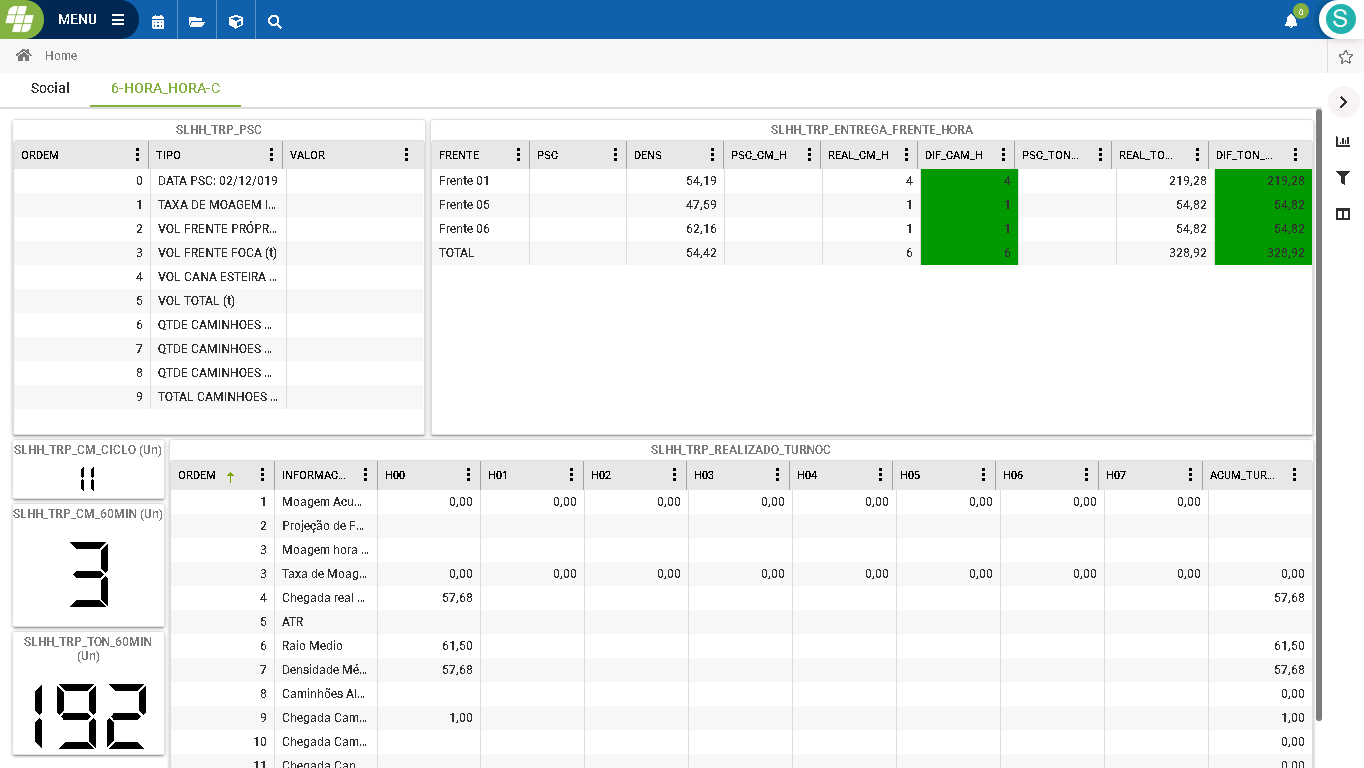 MENU
0
S
Home
Social 6-HORA_HORA-C
SLHH_TRP_PSC
ORDEM TIPO VALOR
0 DATA PSC: 02/12/019
1 TAXA DE MOAGEM I...
2 VOL FRENTE PRÓPR...
3 VOL FRENTE FOCA (t)
4 VOL CANA ESTEIRA ...
5 VOL TOTAL (t)
6 QTDE CAMINHOES ...
7 QTDE CAMINHOES ...
8 QTDE CAMINHOES ...
9 TOTAL CAMINHOES ...
SLHH_TRP_ENTREGA_FRENTE_HORA
FRENTE PSC DENS PSC_CM_H REAL_CM_H DIF_CAM_H PSC_TON... REAL_TO... DIF_TON_...
Frente 01 54,19 4 4 219,28 219,28
Frente 05 47,59 1 1 54,82 54,82
Frente 06 62,16 1 1 54,82 54,82
TOTAL 54,42 6 6 328,92 328,92
SLHH_TRP_CM_CICLO (Un)
11
SLHH_TRP_CM_60MIN (Un)
3
SLHH_TRP_TON_60MIN
(Un)
192
SLHH_TRP_REALIZADO_TURNOC
ORDEM INFORMAC... H00 H01 H02 H03 H04 H05 H06 H07 ACUM_TUR...
1 Moagem Acu... 0,00 0,00 0,00 0,00 0,00 0,00 0,00 0,00
2 Projeção de F...
3 Moagem hora ...
3 Taxa de Moag... 0,00 0,00 0,00 0,00 0,00 0,00 0,00 0,00 0,00
4 Chegada real ... 57,68 57,68
5 ATR
6 Raio Medio 61,50 61,50
7 Densidade Mé... 57,68 57,68
8 Caminhões Al... 0,00
9 Chegada Cam... 1,00 1,00
10 Chegada Cam... 0,00
11 Chegada Can... 0,00